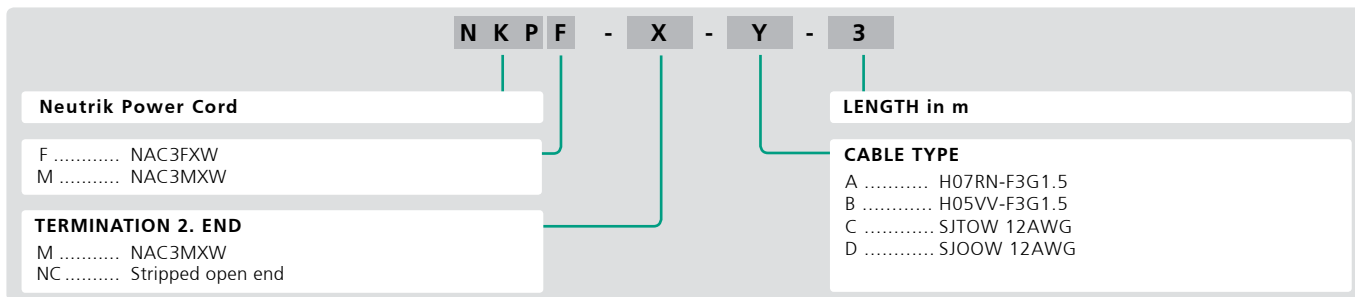 N K P F - X - Y - 3
Neutrik Power Cord
F ............ NAC3FXW
M ........... NAC3MXW
TERMINATION 2. END
M ........... NAC3MXW
NC .......... Stripped open end
LENGTH in m
CABLE TYPE
A ........... H07RN-F3G1.5
B ............ H05VV-F3G1.5
C ............ SJTOW 12AWG
D ............ SJOOW 12AWG